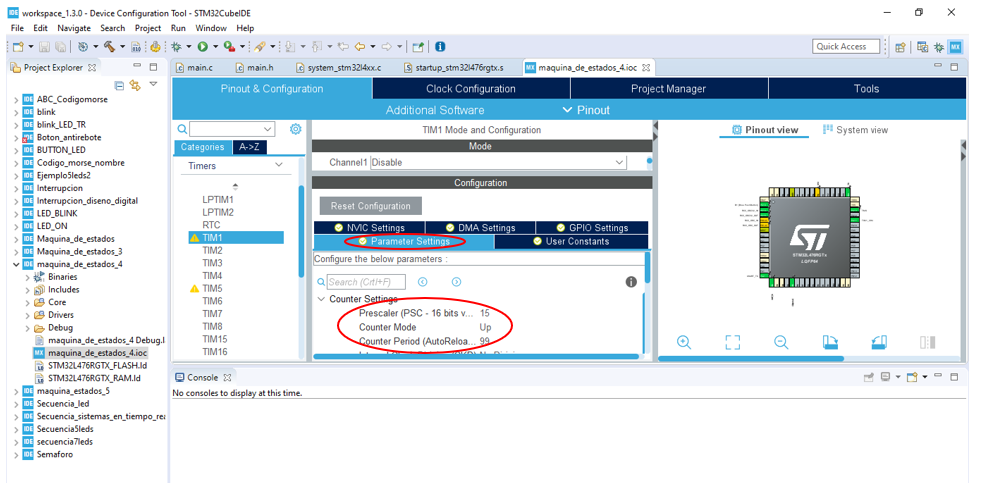 workspace_1.3.0 - Device Configuration Tool - STM32CubeIDE
File Edit Navigate Search Project Run Window Help
Quick Access
Project Explorer
main.c main.h system_stm32l4xx.c startup_stm32l476rgtx.s maquina_de_estados_4.ioc
ABC_Codigomorse
blink
blink_LED_TR
Boton_antirebote
BUTTON_LED
Codigo_morse_nombre
Ejemplo5leds2
Interrupcion
Interrupcion_diseno_digital
LED_BLINK
LED_ON
Maquina_de_estados
Maquina_de_estados_3
maquina_de_estados_4
Binaries
Includes
Core
Drivers
Debug
maquina_de_estados_4 Debug.l
maquina_de_estados_4.ioc
STM32L476RGTX_FLASH.ld
STM32L476RGTX_RAM.ld
maquina_estados_5
Secuencia_led
Secuencia_sistemas_en_tiempo_rea
Secuencia5leds
secuencia7leds
Semaforo
Pinout & Configuration Clock Configuration Project Manager Tools
Additional Software Pinout
Categories A->Z
Timers
LPTIM1
LPTIM2
RTC
TIM1
TIM2
TIM3
TIM4
TIM5
TIM6
TIM7
TIM8
TIM15
TIM16
TIM1 Mode and Configuration
Mode
Channel1 Disable
Configuration
Reset Configuration
NVIC Settings DMA Settings GPIO Settings
Parameter Settings User Constants
Configure the below parameters :
Search (Crtl+F)
Counter Settings
Prescaler (PSC - 16 bits v... 15
Counter Mode Up
Counter Period (AutoReloa... 99
Pinout view System view
ST
STM32L476RGTx
LQFP64
Console
No consoles to display at this time.